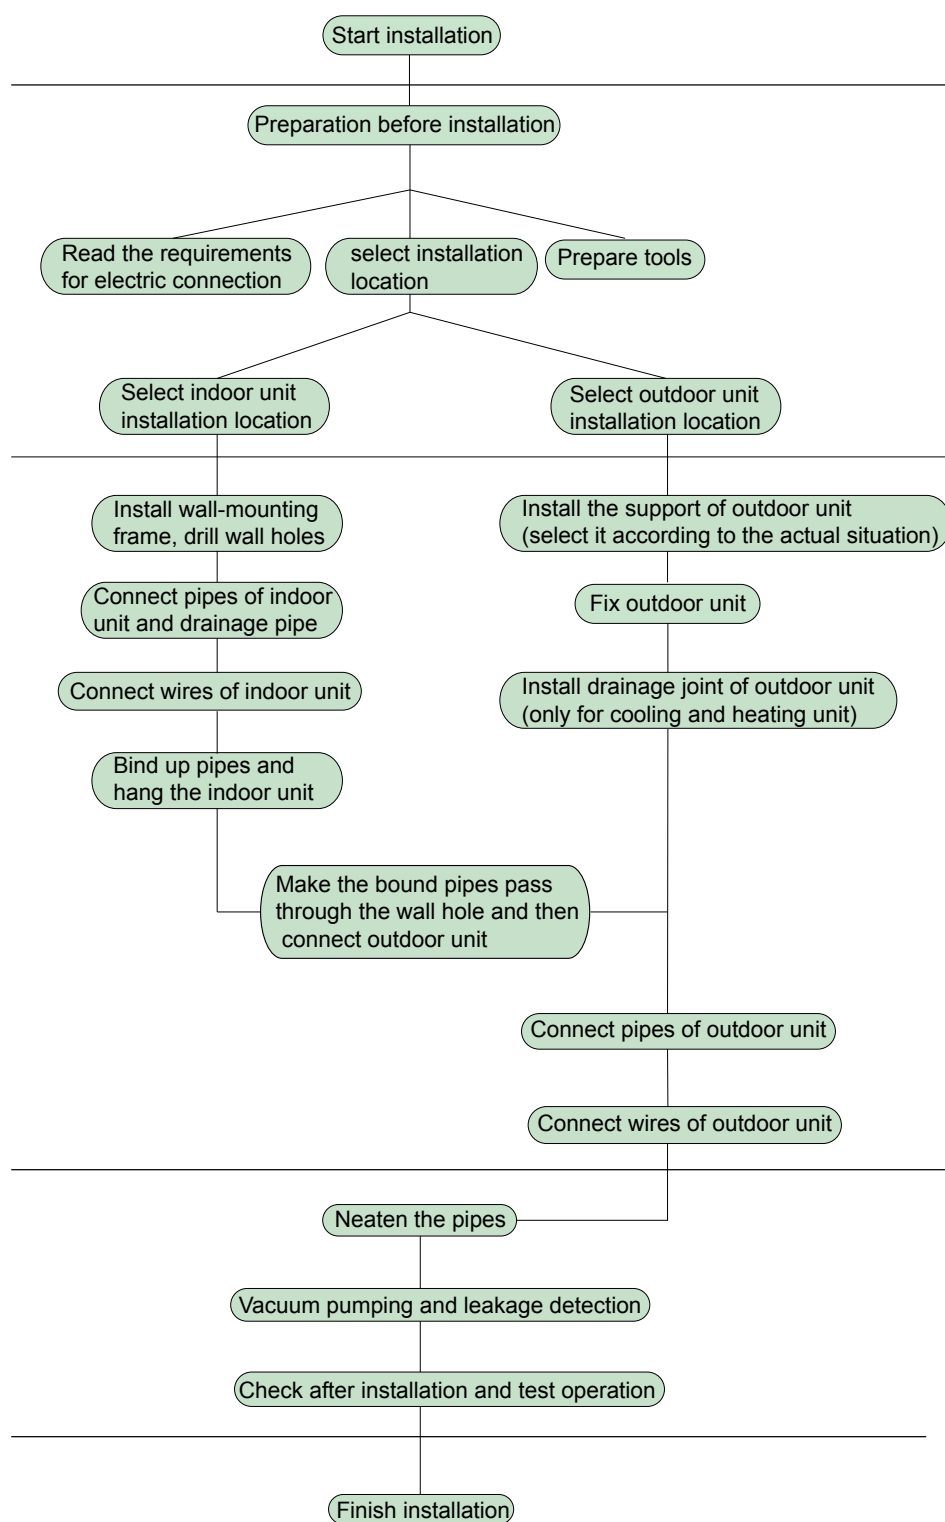 Start installation
Preparation before installation
Read the requirements
for electric connection
select installation
location
Prepare tools
Select indoor unit
installation location
Select outdoor unit
installation location
Install wall-mounting
frame, drill wall holes
Install the support of outdoor unit
(select it according to the actual situation)
Connect pipes of indoor
unit and drainage pipe
Fix outdoor unit
Connect wires of indoor unit
Install drainage joint of outdoor unit
(only for cooling and heating unit)
Bind up pipes and
hang the indoor unit
Make the bound pipes pass
through the wall hole and then
connect outdoor unit
Connect pipes of outdoor unit
Connect wires of outdoor unit
Neaten the pipes
Vacuum pumping and leakage detection
Check after installation and test operation
Finish installation